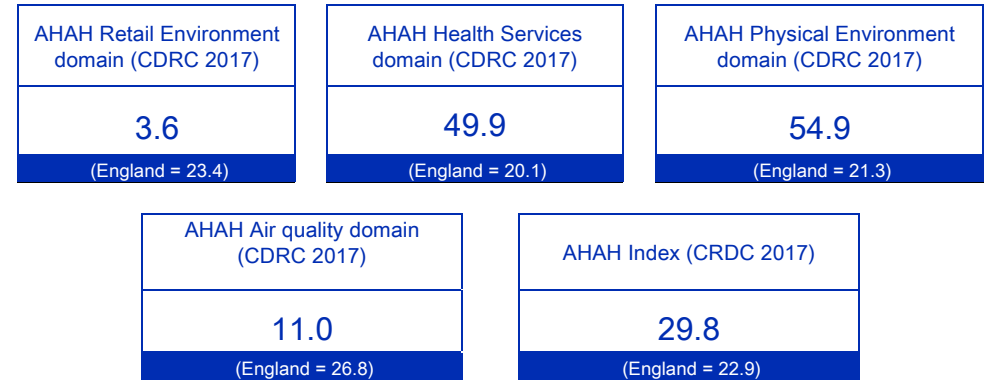 AHAH Retail Environment
domain (CDRC 2017)
3.6
(England = 23.4)
AHAH Health Services
domain (CDRC 2017)
49.9
(England = 20.1)
AHAH Physical Environment
domain (CDRC 2017)
54.9
(England = 21.3)
AHAH Air quality domain
(CDRC 2017)
11.0
(England = 26.8)
AHAH Index (CRDC 2017)
29.8
(England = 22.9)